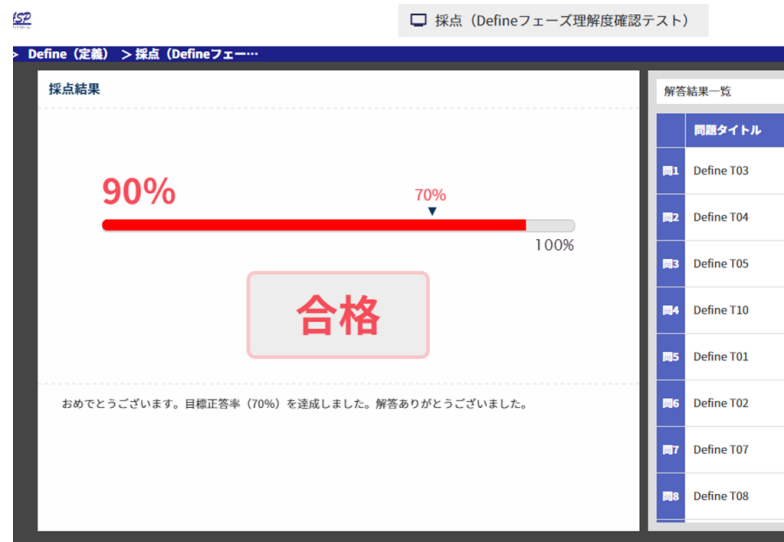 採点（Defineフェーズ理解度確認テスト）
> Define（定義） ＞採点（Defineフェー…
採点結果
90%
70%
100%
合格
おめでとうございます。目標正答率（70%）を達成しました。解答ありがとうございました。
解答結果一覧
問題タイトル
問1 Define T03
問2 Define T04
問3 Define T05
問4 Define T10
問5 Define T01
問6 Define T02
問7 Define T07
問8 Define T08